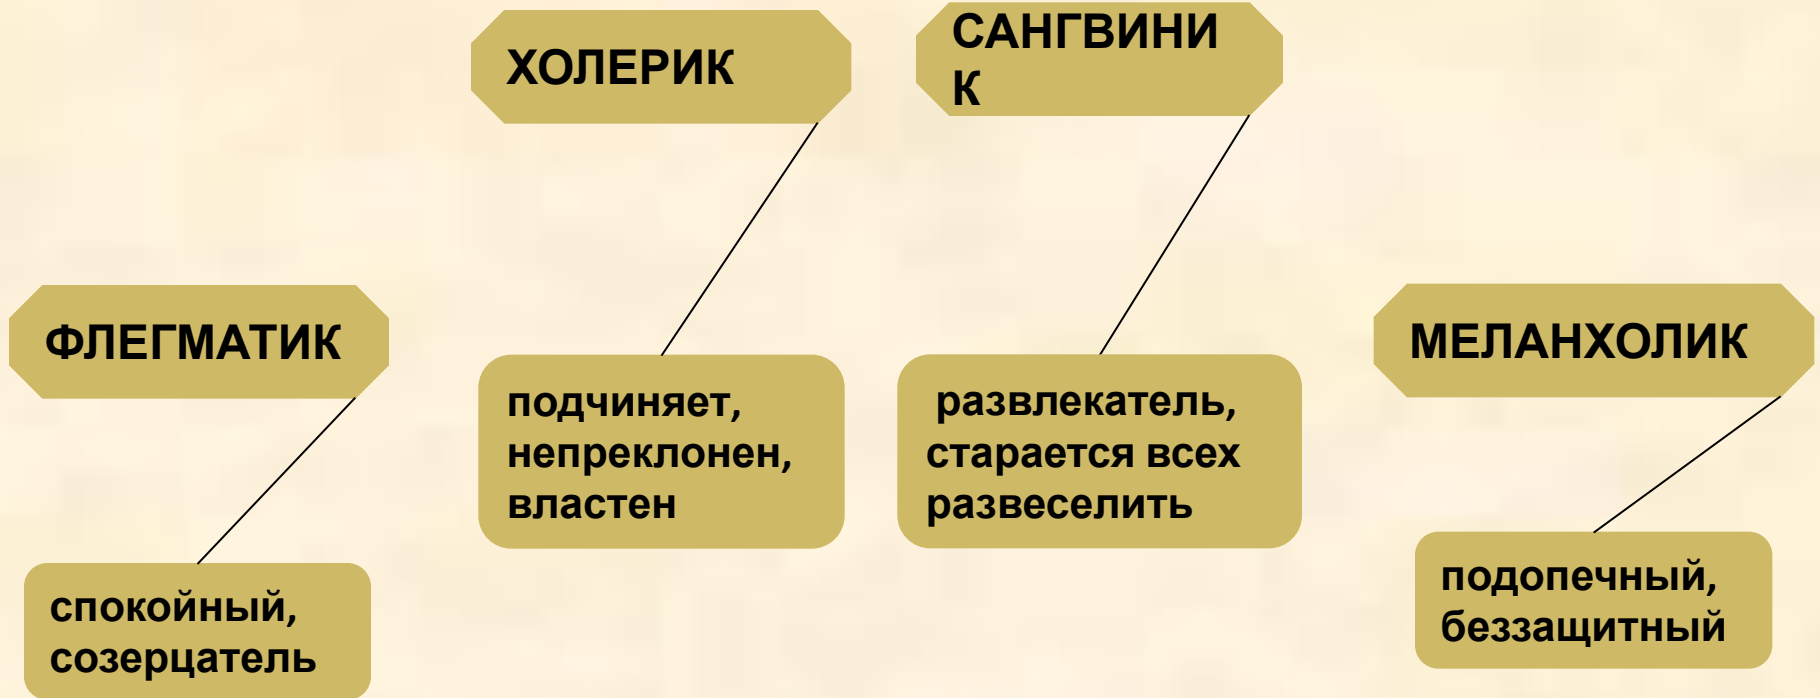 ХОЛЕРИК
САНГВИНИ
К
ФЛЕГМАТИК
МЕЛАНХОЛИК
подчиняет,
непреклонен,
властен
развлекатель,
старается всех
развеселить
спокойный,
созерцатель
подопечный,
беззащитный